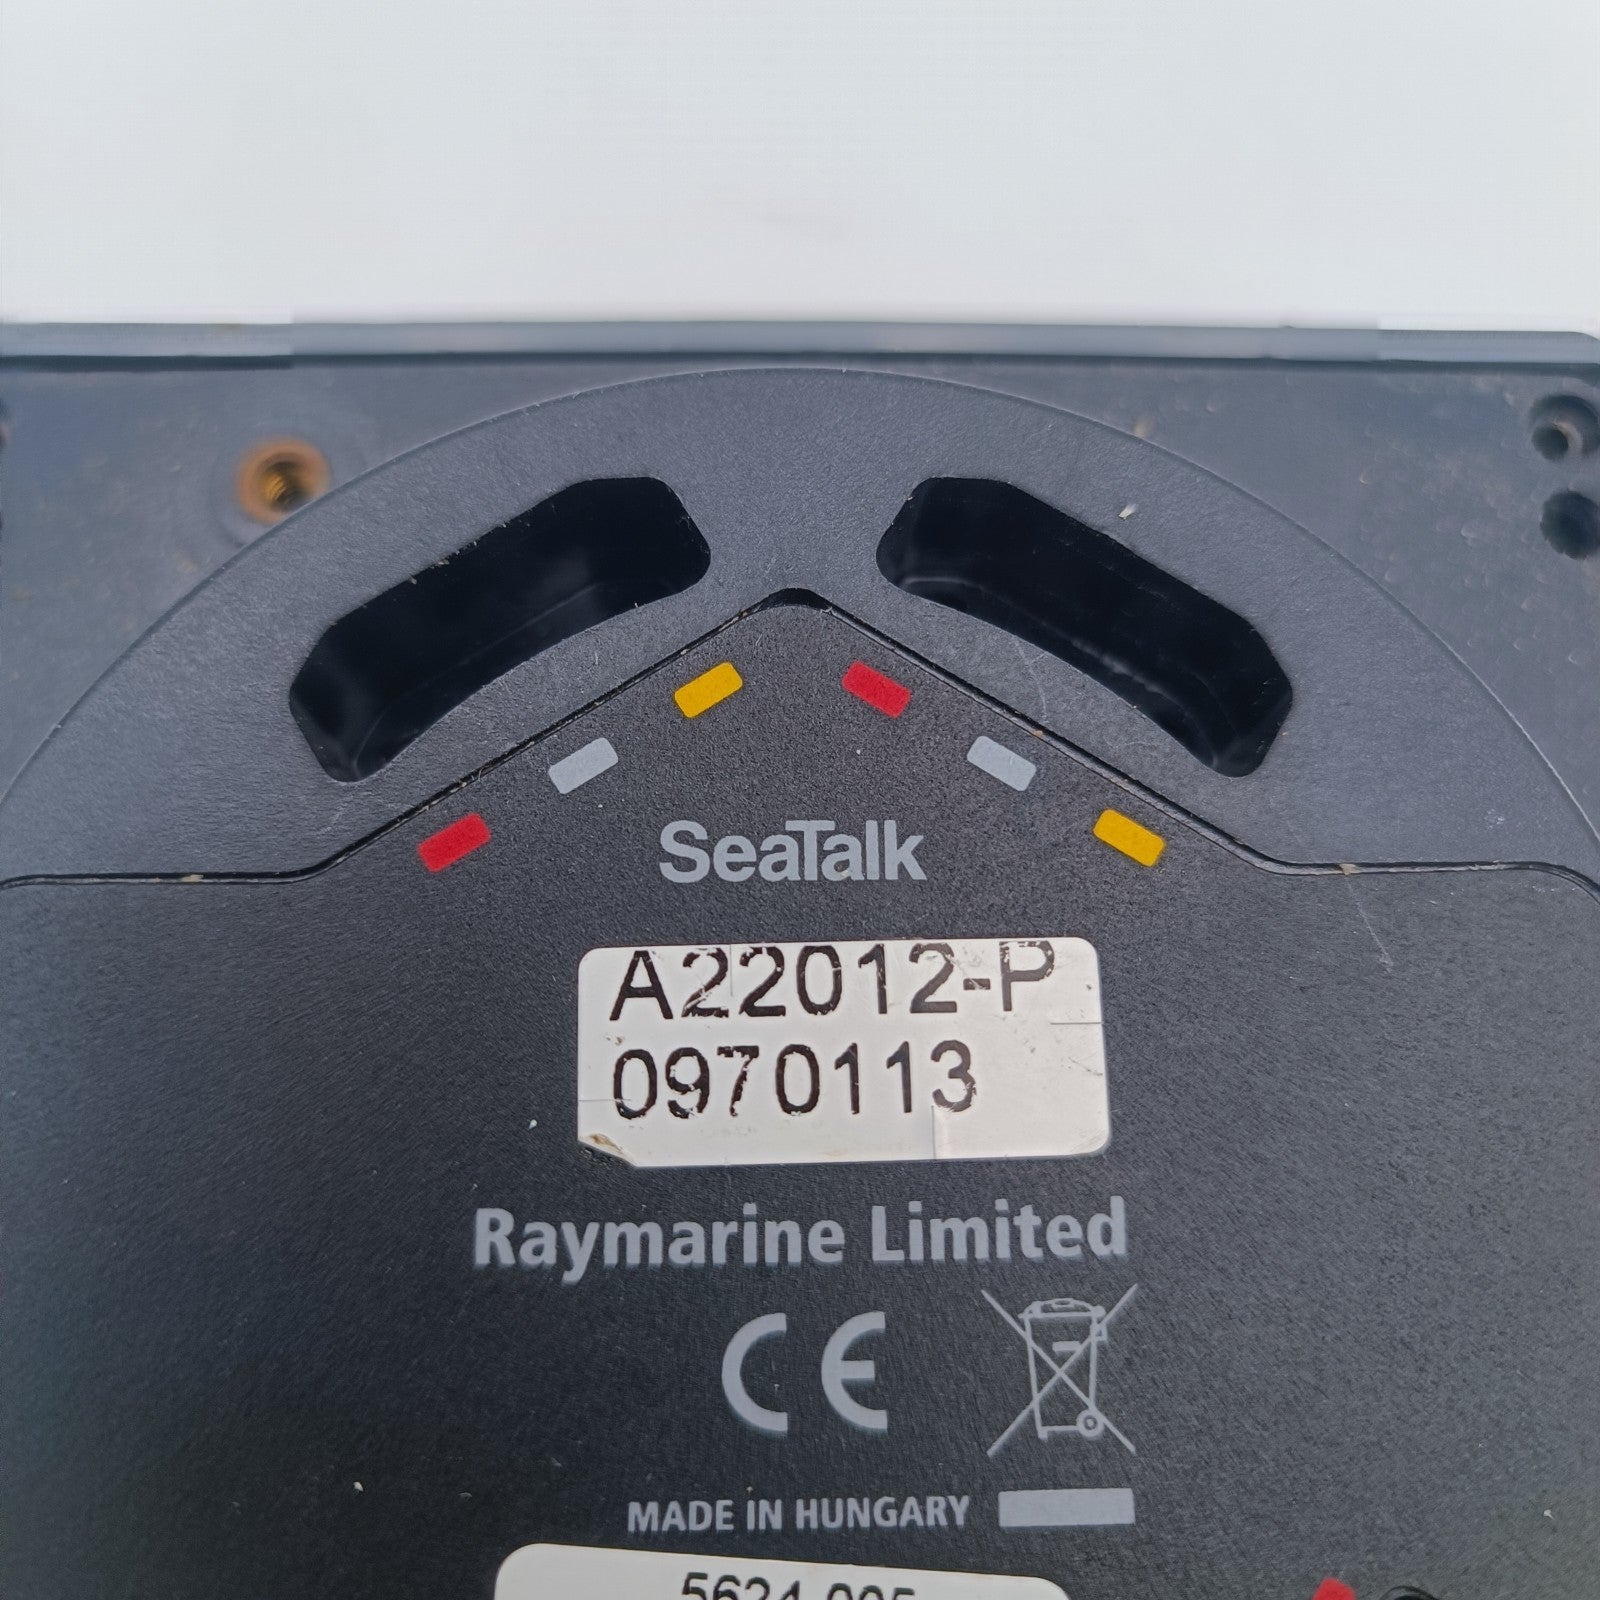 SeaTalk
A22012-P
0970113
Raymarine Limited
CE
MADE IN HUNGARY